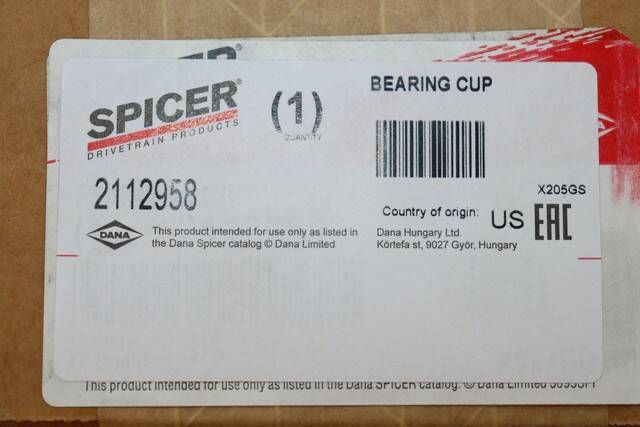 SPICER®
DRIVETRAIN PRODUCTS
(1)
QUANTITY
BEARING CUP
2112958
X205GS
Country of origin: US
EAC
DANA
This product intended for use only as listed in
the Dana Spicer catalog © Dana Limited
Dana Hungary Ltd.
Körtefa st, 9027 Györ, Hungary
This product intended for use only as listed in the Dana SPICER catalog. © Dana Limited